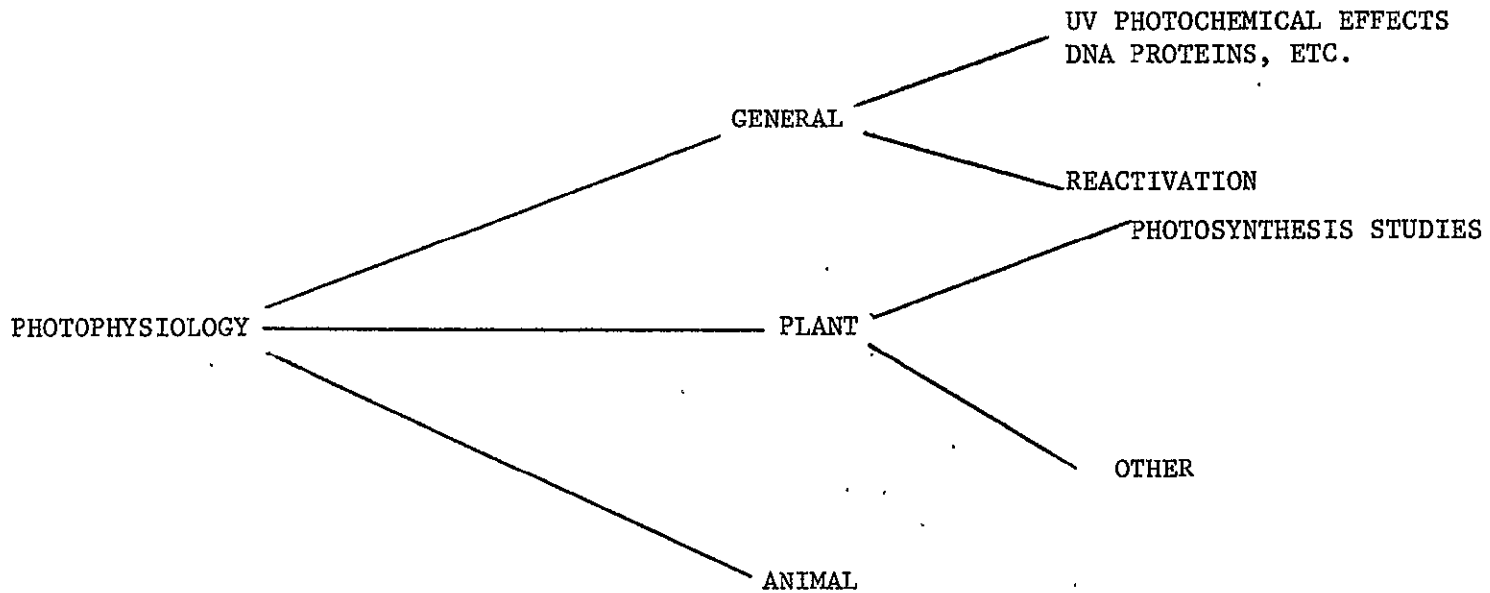 UV PHOTOCHEMICAL EFFECTS
DNA PROTEINS, ETC.
GENERAL
REACTIVATION
PHOTOSYNTHESIS STUDIES
PHOTOPHYSIOLOGY
PLANT
OTHER
ANIMAL